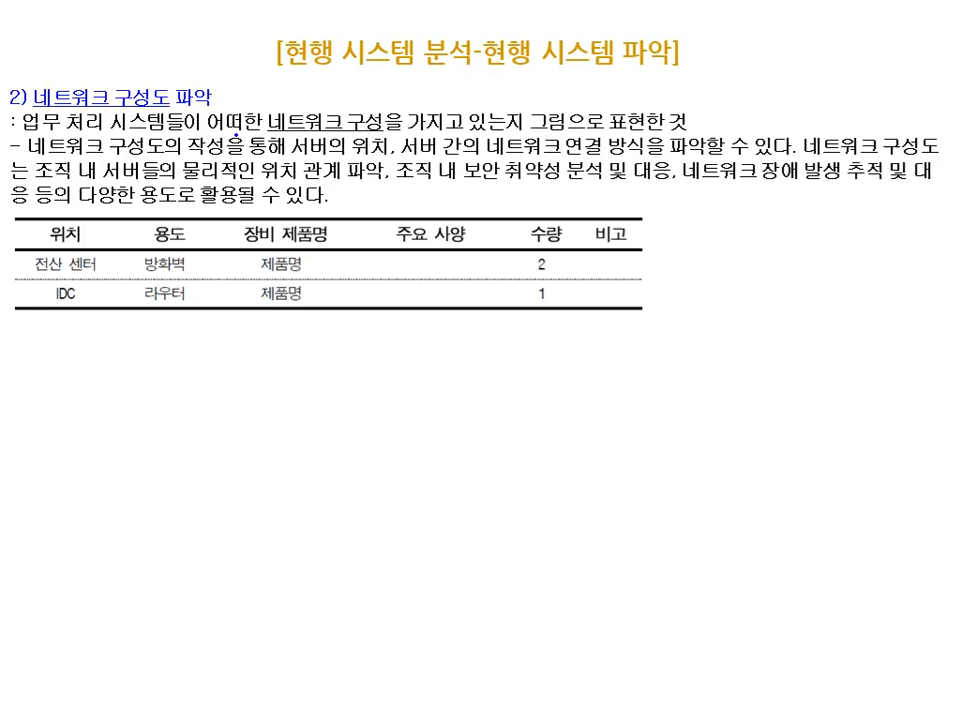 [현행 시스템 분석-현행 시스템 파악]
2) 네트워크 구성도 파악
: 업무 처리 시스템들이 어떠한 네트워크 구성을 가지고 있는지 그림으로 표현한 것
- 네트워크 구성도의 작성을 통해 서버의 위치, 서버 간의 네트워크 연결 방식을 파악할 수 있다. 네트워크 구성도
는 조직 내 서버들의 물리적인 위치 관계 파악, 조직 내 보안 취약성 분석 및 대응, 네트워크 장애 발생 추적 및 대
응 등의 다양한 용도로 활용될 수 있다.
위치 용도 장비 제품명 주요 사양 수량 비고
전산 센터 방화벽 제품명 2
IDC 라우터 제품명 1